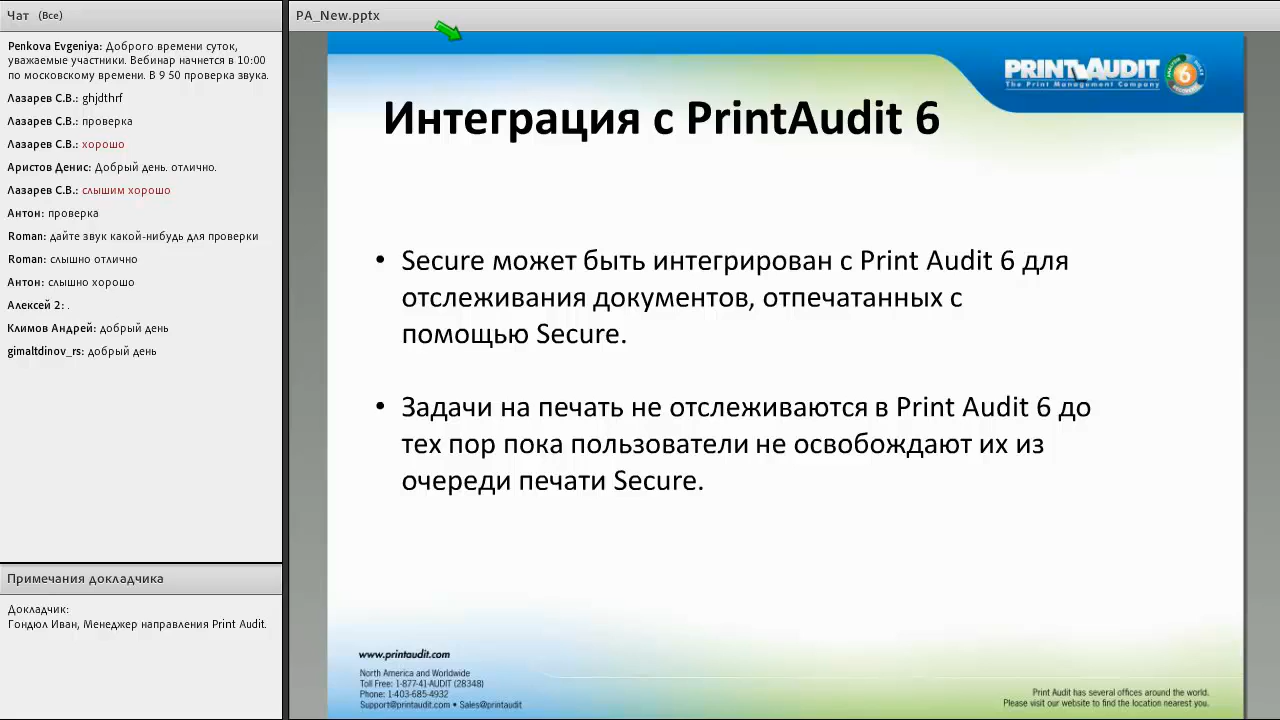 Чат (Все)
Penkova Evgeniya: Доброго времени суток,
уважаемые участники. Вебинар начнется в 10:00
по московскому времени. В 9 50 проверка звука.
Лазарев С.В.: ghjdthrf
Лазарев С.В.: проверка
Лазарев С.В.: хорошо
Аристов Денис: Добрый день. отлично.
Лазарев С.В.: слышим хорошо
Антон: проверка
Roman: дайте звук какой-нибудь для проверки
Roman: слышно отлично
Антон: слышно хорошо
Алексей 2: .
Климов Андрей: добрый день
gimaltdinov_rs: добрый день
Примечания докладчика
Докладчик:
Гондюл Иван, Менеджер направления Print Audit.
PA_New.pptx
PRINT AUDIT 6
The Print Management Company
Интеграция с PrintAudit 6
• Secure может быть интегрирован с Print Audit 6 для
отслеживания документов, отпечатанных с
помощью Secure.
• Задачи на печать не отслеживаются в Print Audit 6 до
тех пор пока пользователи не освобождают их из
очереди печати Secure.
www.printaudit.com
North America and Worldwide
Toll Free: 1-877-41-AUDIT (28348)
Phone: 1-403-685-4932
Support@printaudit.com • Sales@printaudit
Print Audit has several offices around the world.
Please visit our website to find the location nearest you.